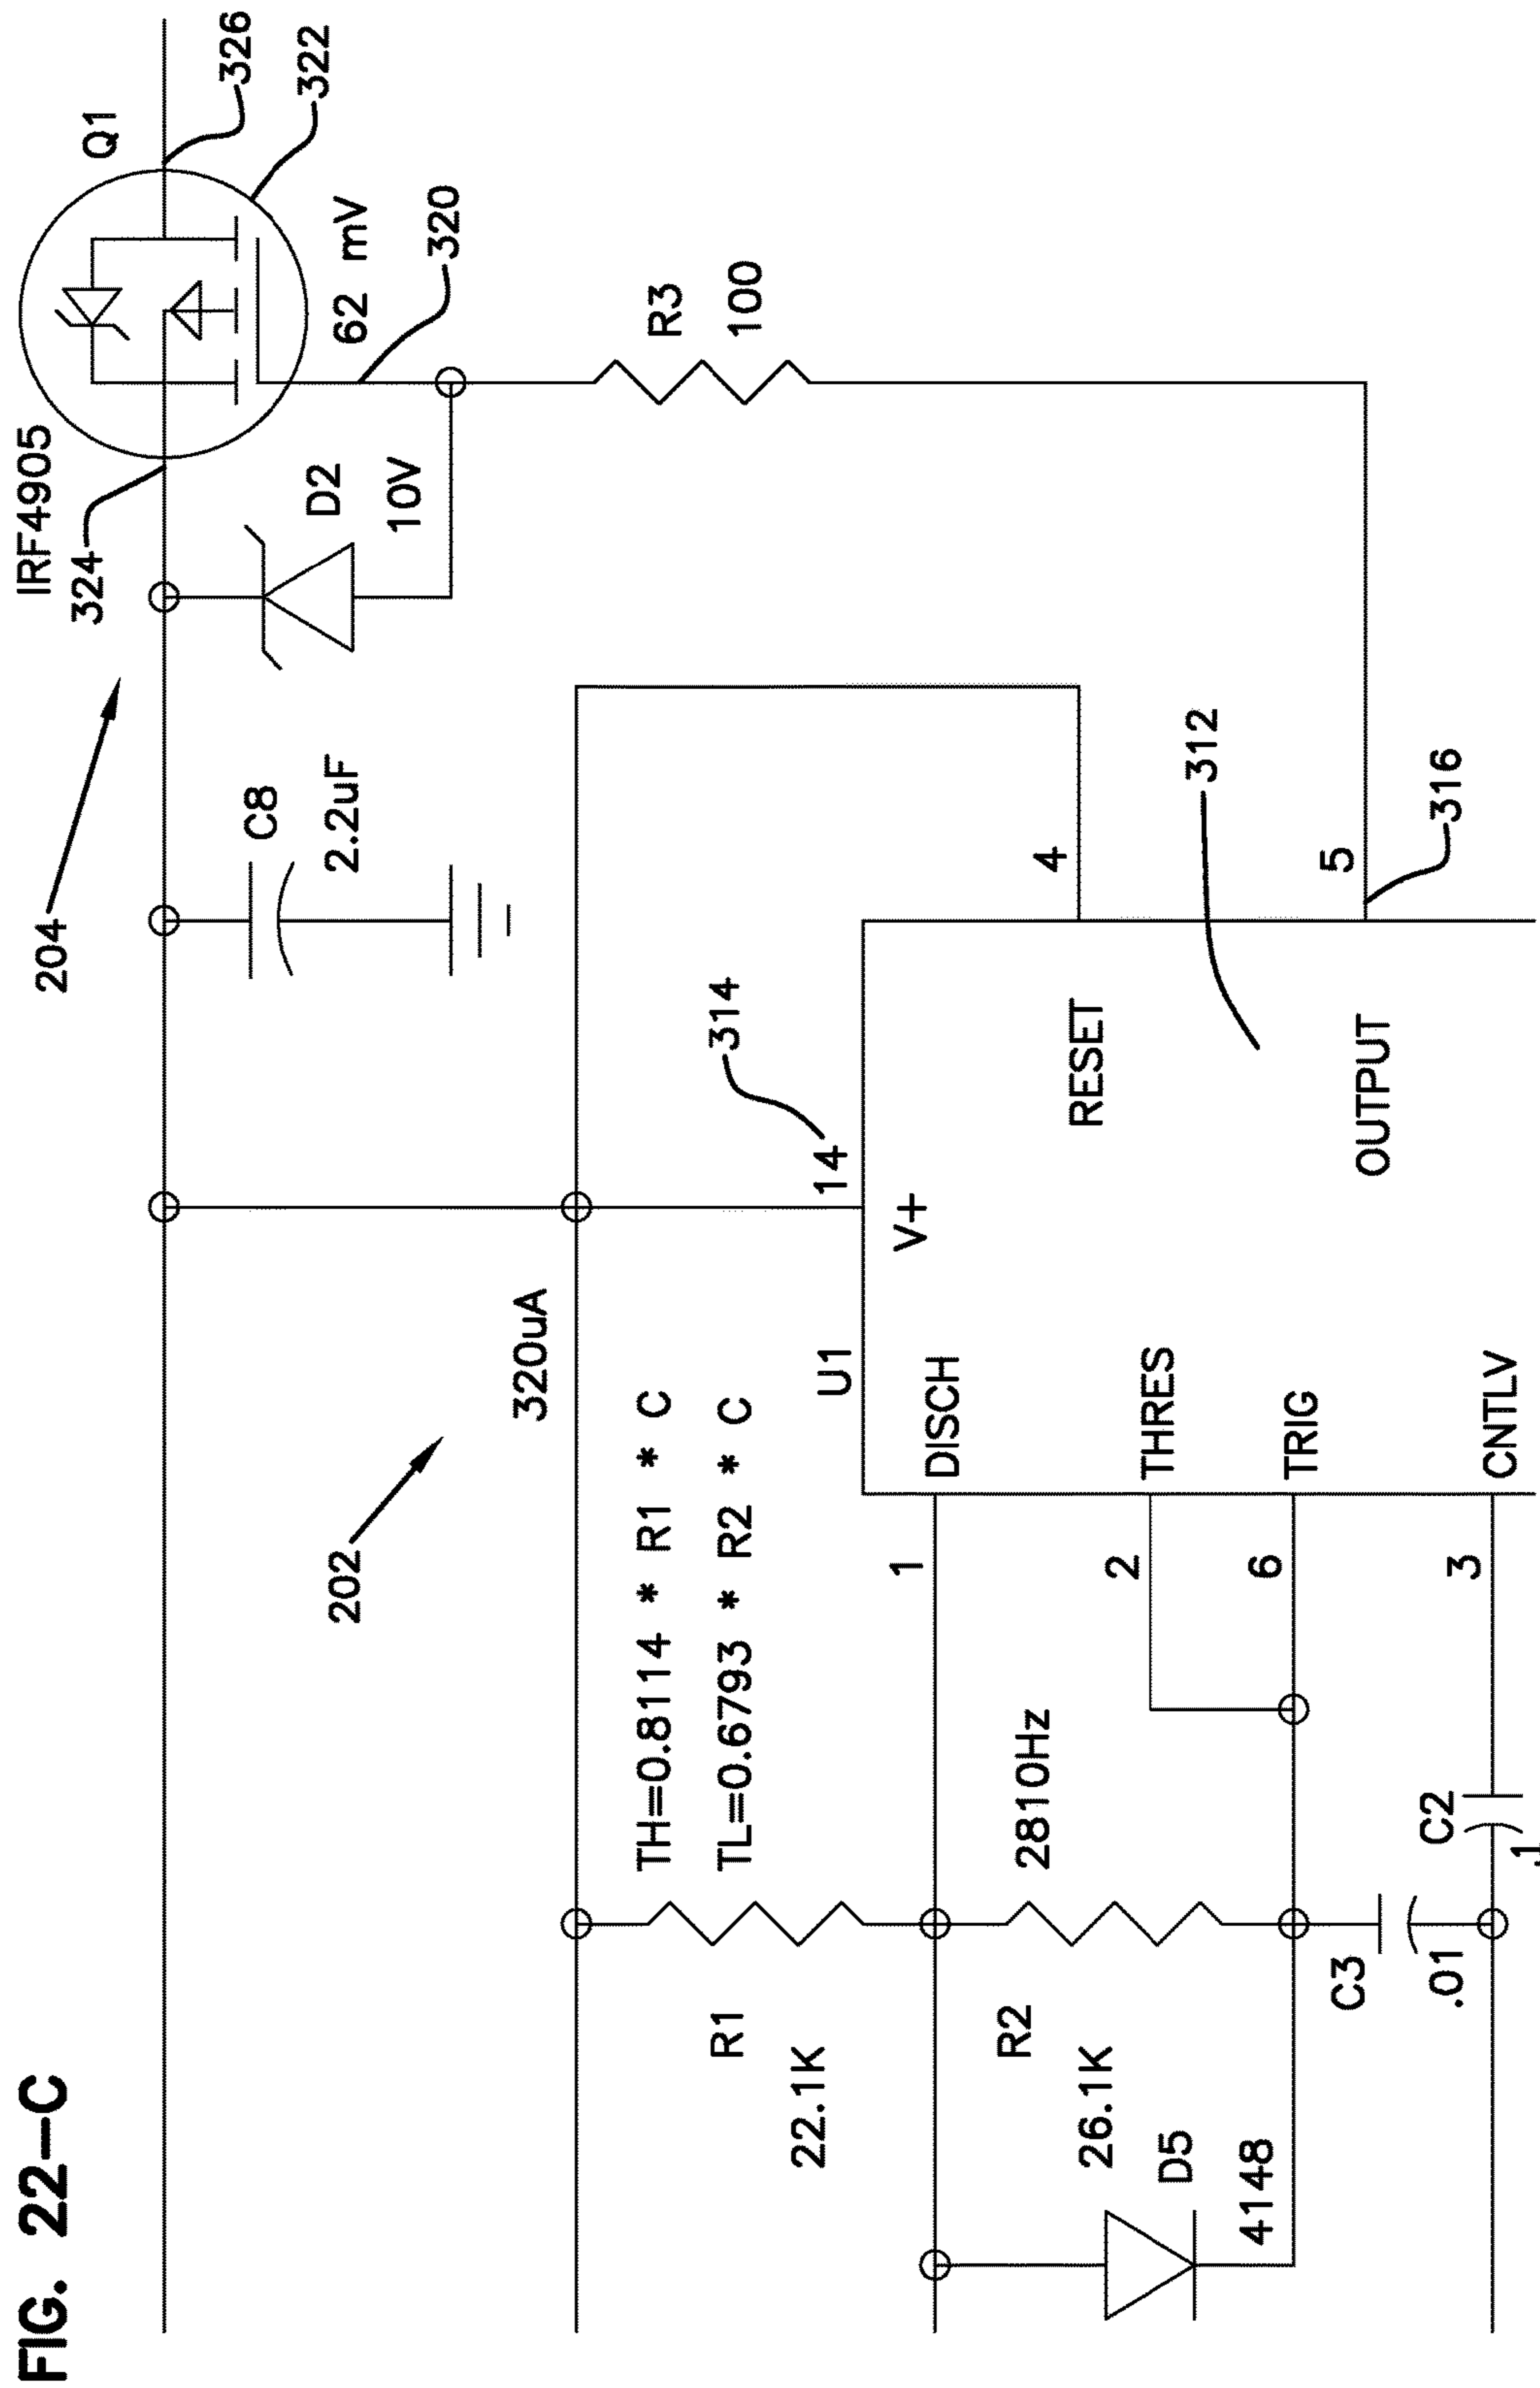 FIG. 22–C
IRF4905
Q1
324
326
322
204
62 mV
320
D2
10V
C8
2.2uF
R3
100
202
320uA
314
14
TH=0.8114 * R1 * C
TL=0.6793 * R2 * C
U1
V+
R1
22.1K
1
DISCH
RESET
4
312
2810Hz
R2
26.1K
2
THRES
D5
4148
6
TRIG
OUTPUT
5
316
C3
.01
C2
.1
3
CNTLV